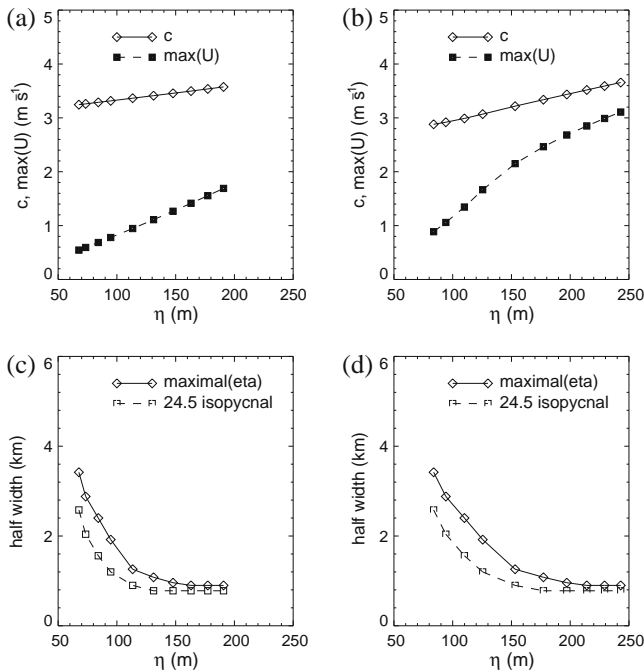 (a)
c
max(U)
5
4
3
2
1
0
c, max(U) (m s̄¹)
50 100 150 200 250
η (m)
(b)
c
max(U)
5
4
3
2
1
0
c, max(U) (m s̄¹)
50 100 150 200 250
η (m)
(c)
maximal(eta)
24.5 isopycnal
6
4
2
0
half width (km)
50 100 150 200 250
η (m)
(d)
maximal(eta)
24.5 isopycnal
6
4
2
0
half width (km)
50 100 150 200 250
η (m)